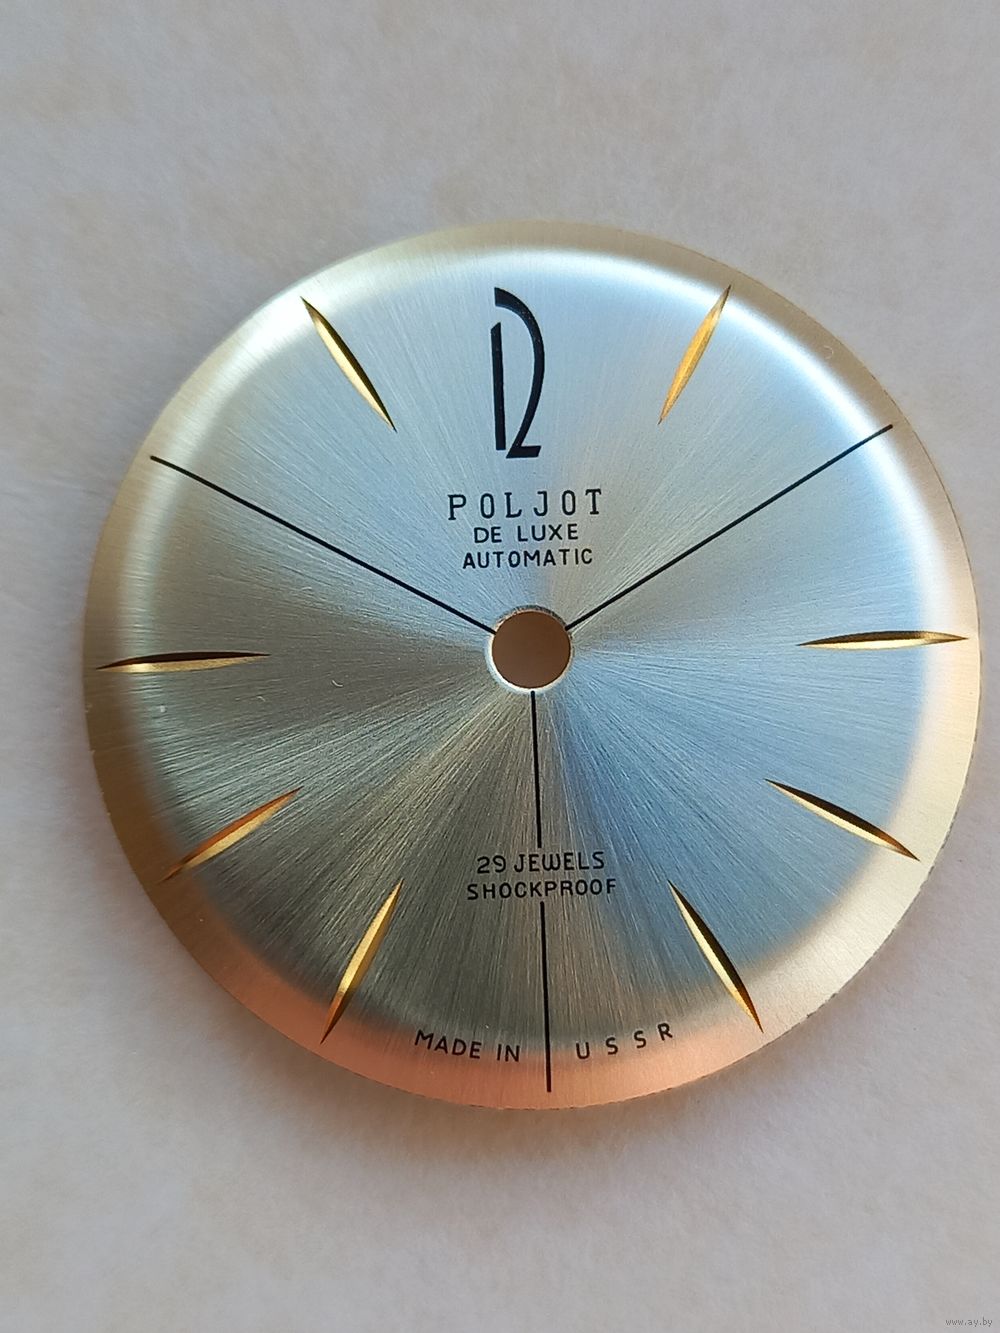 12
POLJOT
DE LUXE
AUTOMATIC
29 JEWELS
SHOCKPROOF
MADE IN USSR
www.ay.by